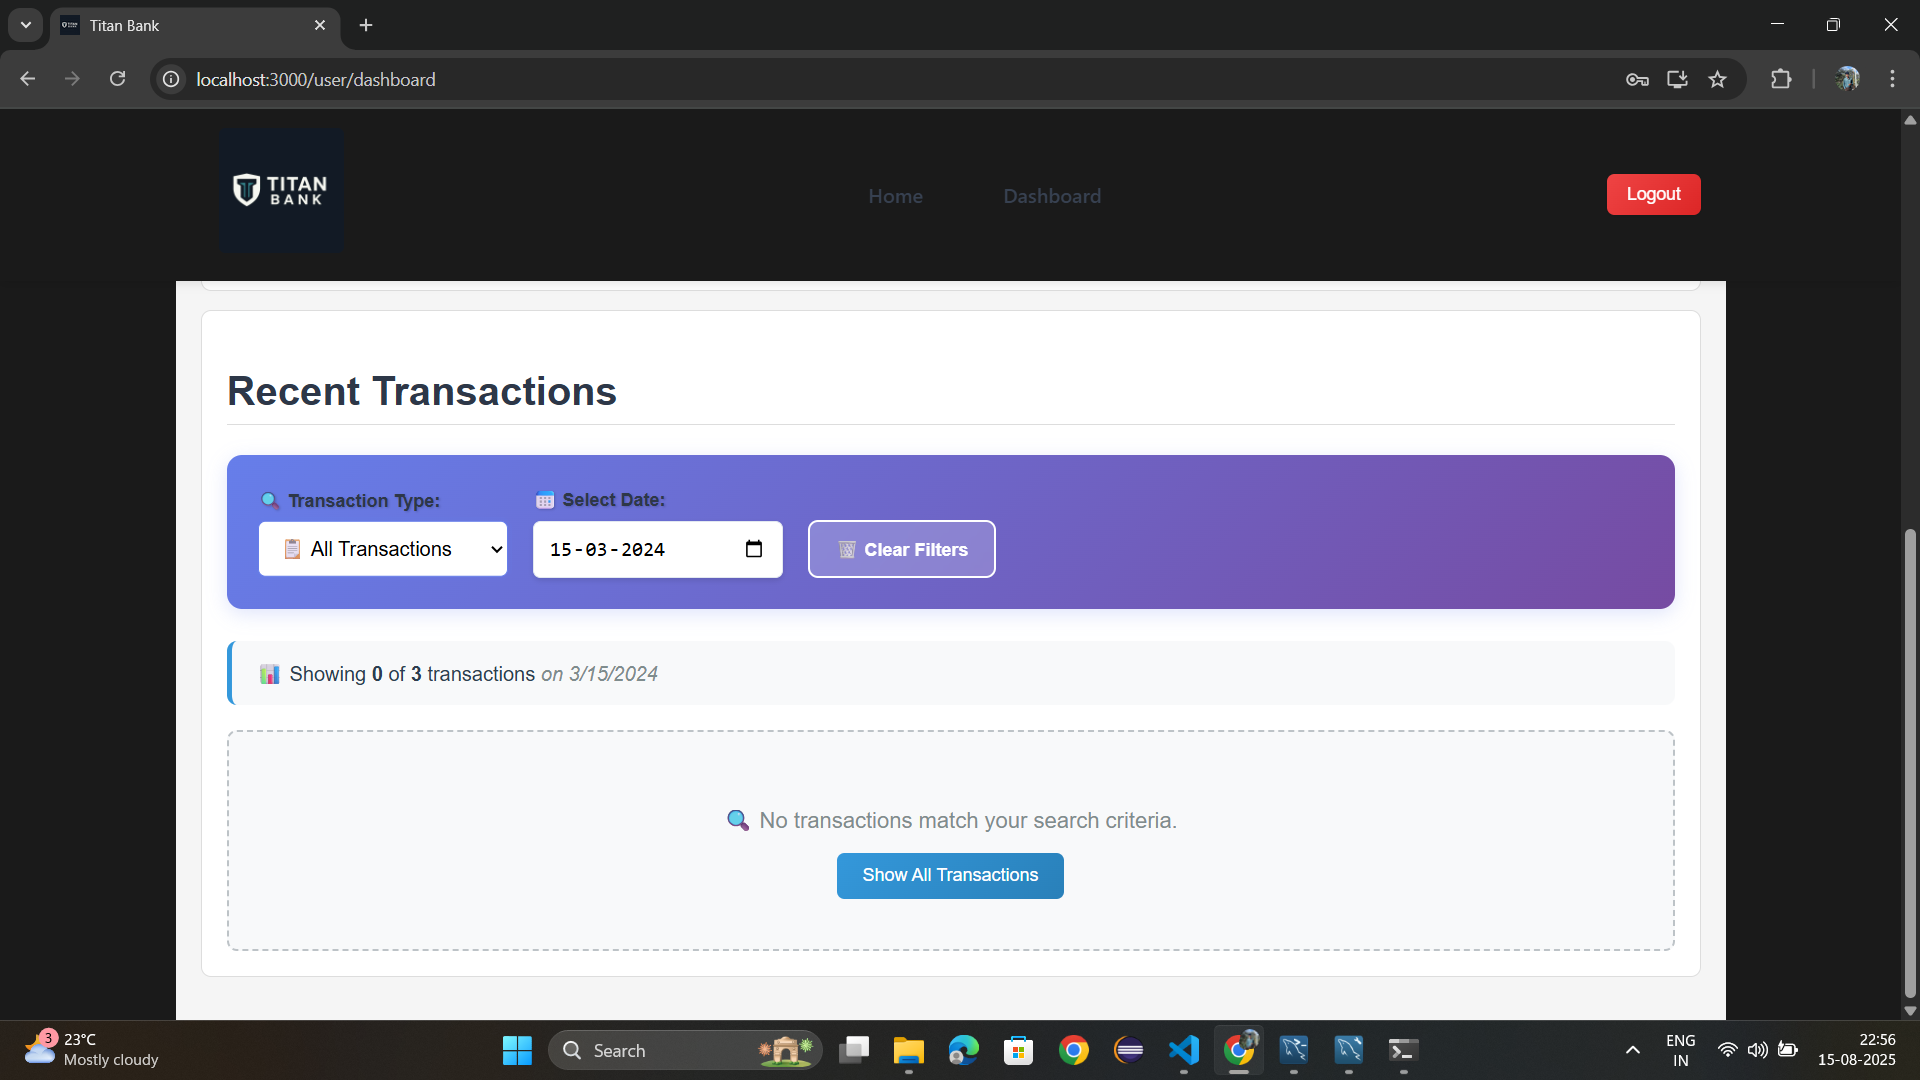 Titan Bank
localhost:3000/user/dashboard
TITAN
BANK
Home
Dashboard
Logout
Recent Transactions
Transaction Type:
Select Date:
All Transactions
15-03-2024
Clear Filters
Showing 0 of 3 transactions on 3/15/2024
No transactions match your search criteria.
Show All Transactions
3
23°C
Mostly cloudy
Search
ENG
IN
22:56
15-08-2025